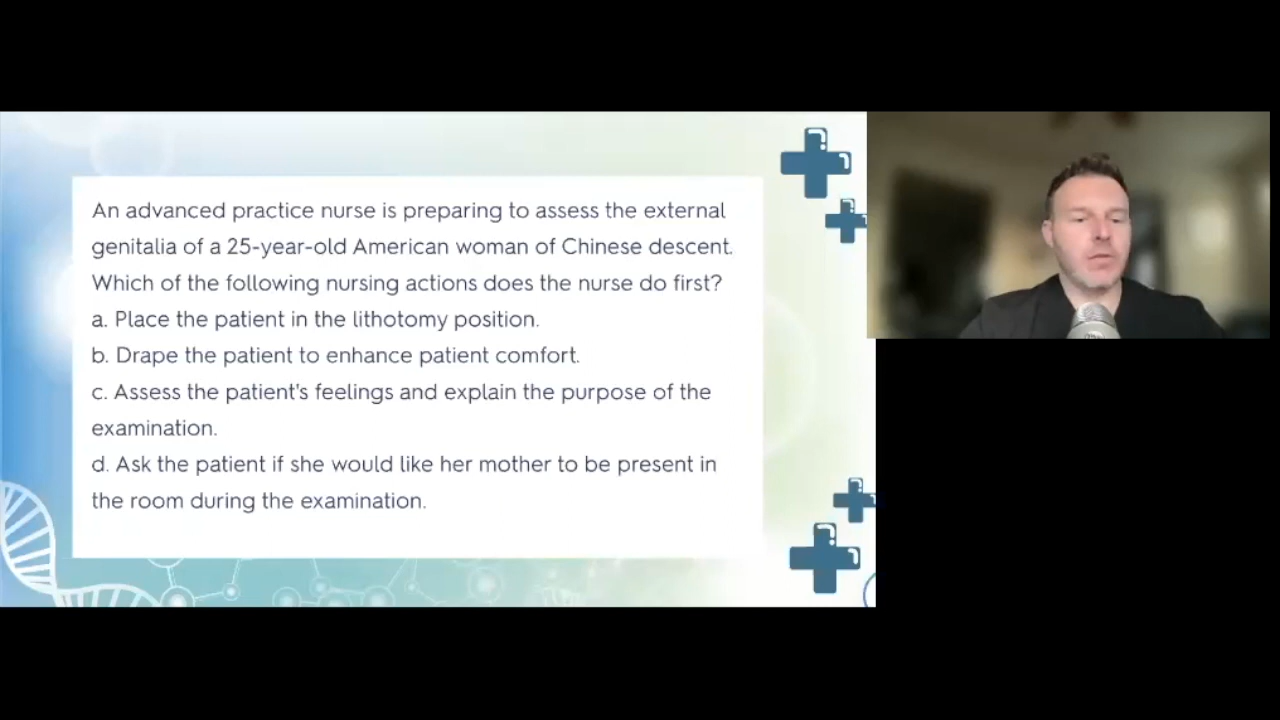 An advanced practice nurse is preparing to assess the external
genitalia of a 25-year-old American woman of Chinese descent.
Which of the following nursing actions does the nurse do first?
a. Place the patient in the lithotomy position.
b. Drape the patient to enhance patient comfort.
c. Assess the patient's feelings and explain the purpose of the
examination.
d. Ask the patient if she would like her mother to be present in
the room during the examination.